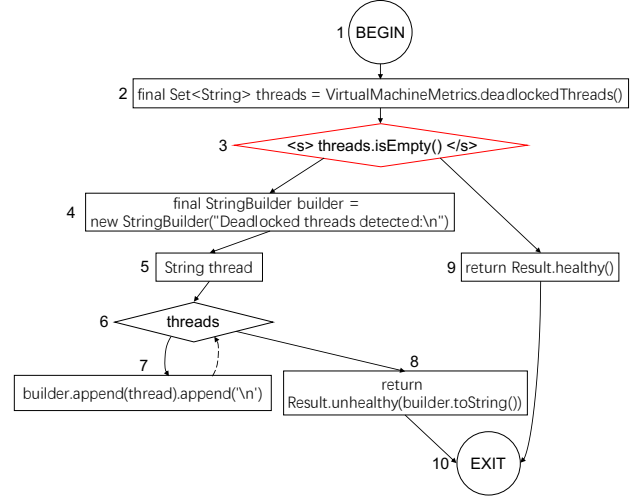 1 BEGIN
2 final Set<String> threads = VirtualMachineMetrics.deadlockedThreads()
3 <s> threads.isEmpty() </s>
4 final StringBuilder builder =
new StringBuilder("Deadlocked threads detected:\n")
5 String thread
9 return Result.healthy()
6 threads
7
builder.append(thread).append('\n')
8
return
Result.unhealthy(builder.toString())
10 EXIT